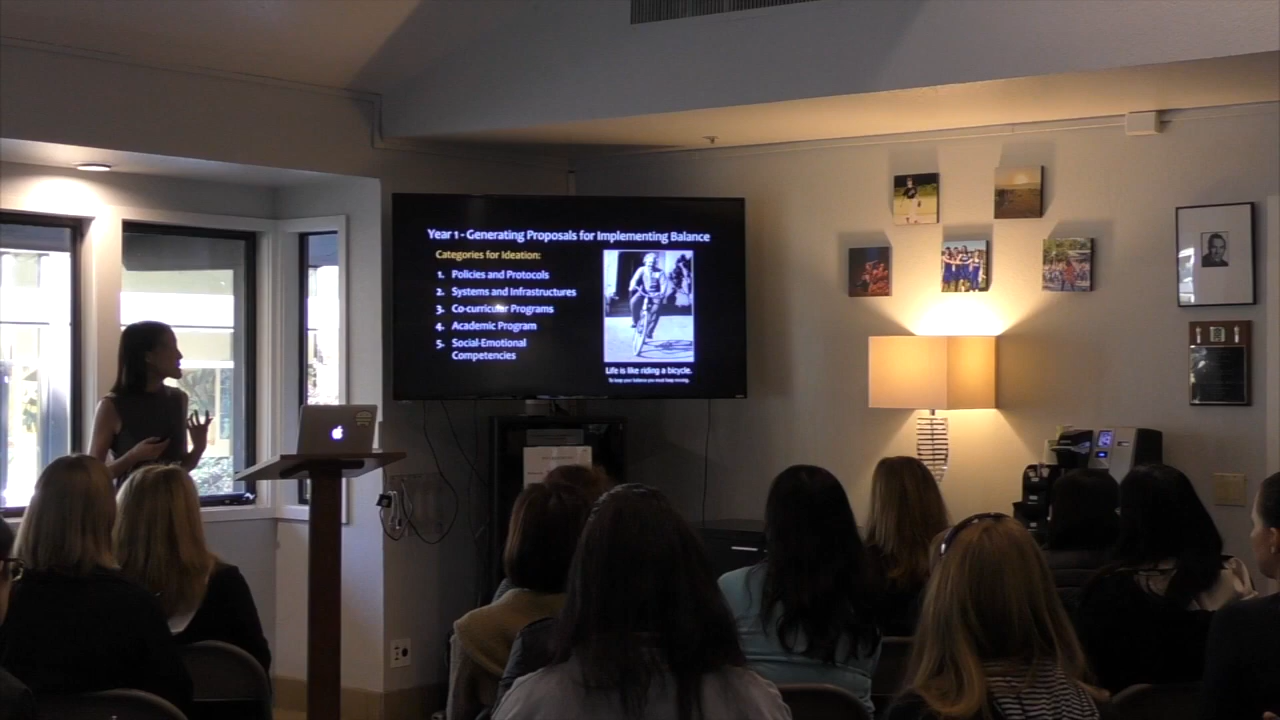 Year 1 - Generating Proposals for Implementing Balance
Categories for Ideation:
1. Policies and Protocols
2. Systems and Infrastructures
3. Co-curricular Programs
4. Academic Program
5. Social-Emotional
Competencies
Life is like riding a bicycle.
To keep your balance you must keep moving.